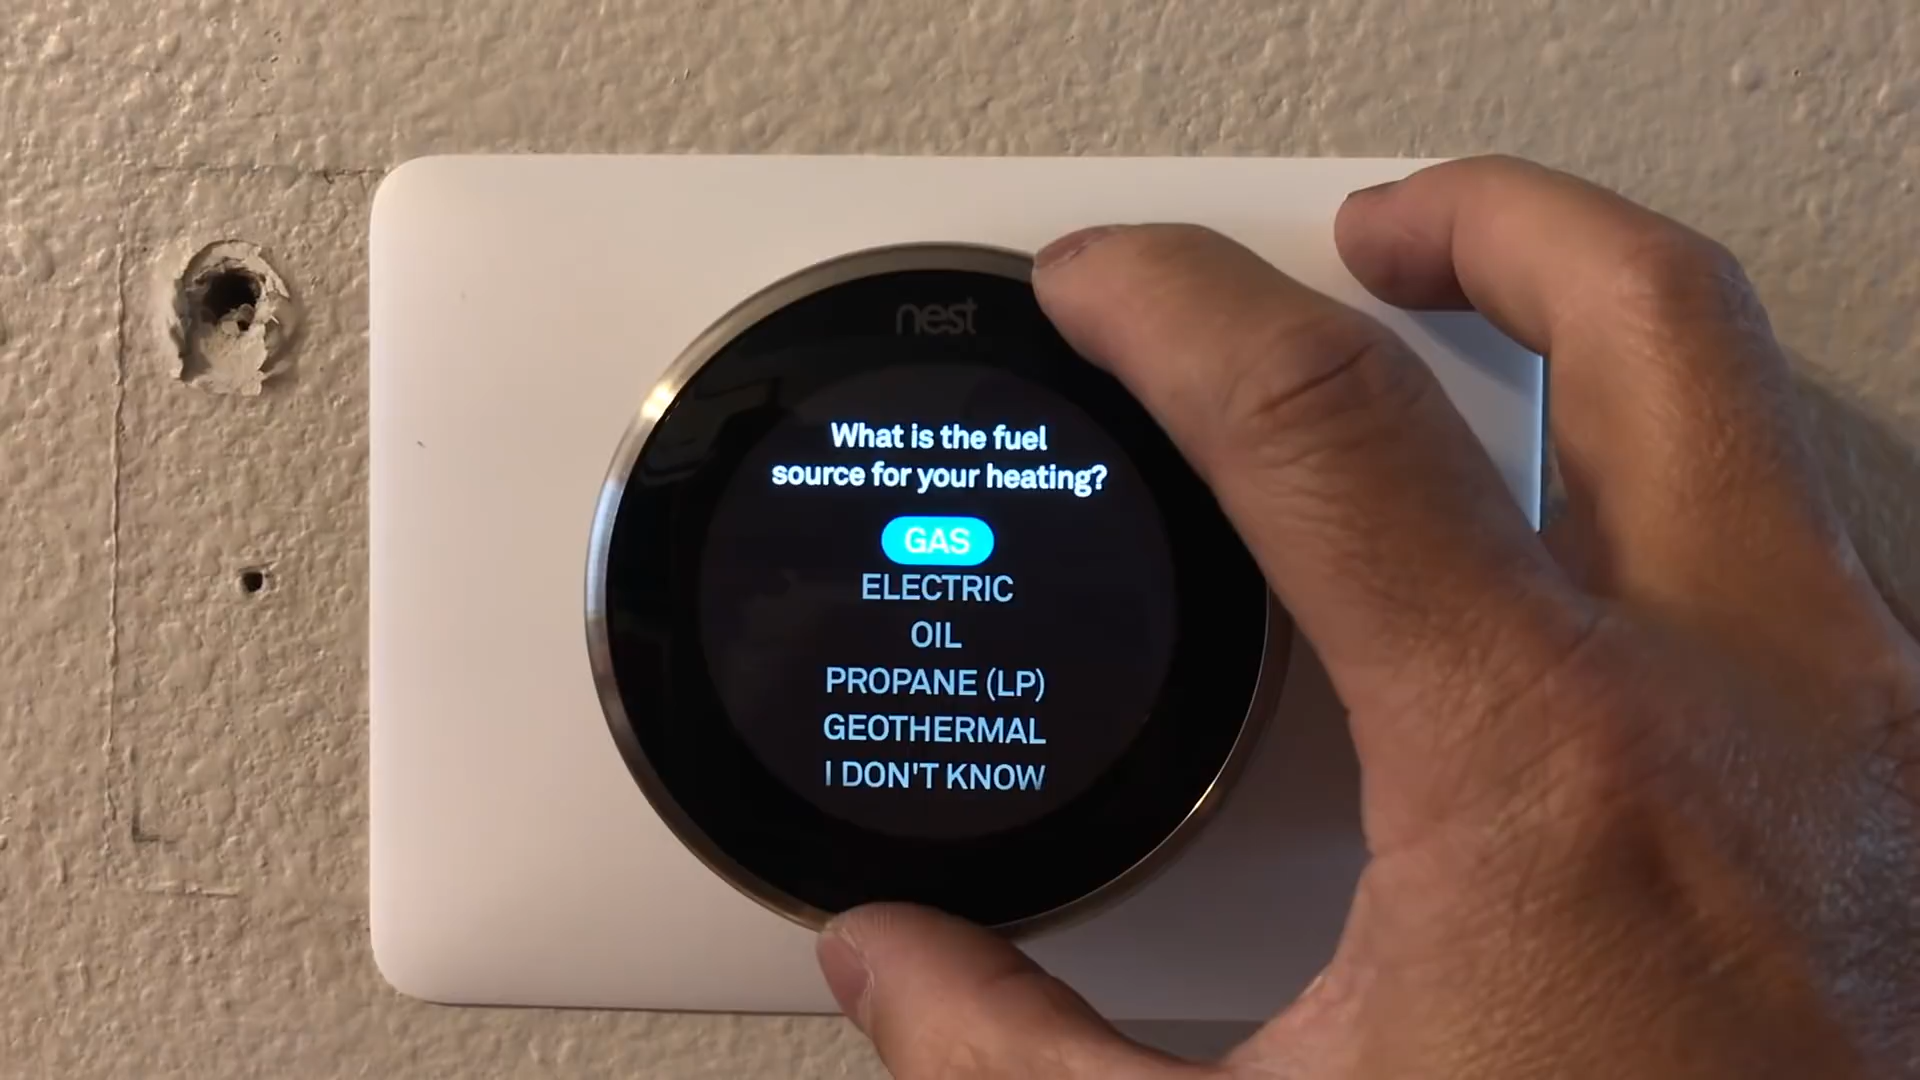 nest
What is the fuel
source for your heating?
GAS
ELECTRIC
OIL
PROPANE (LP)
GEOTHERMAL
I DON'T KNOW